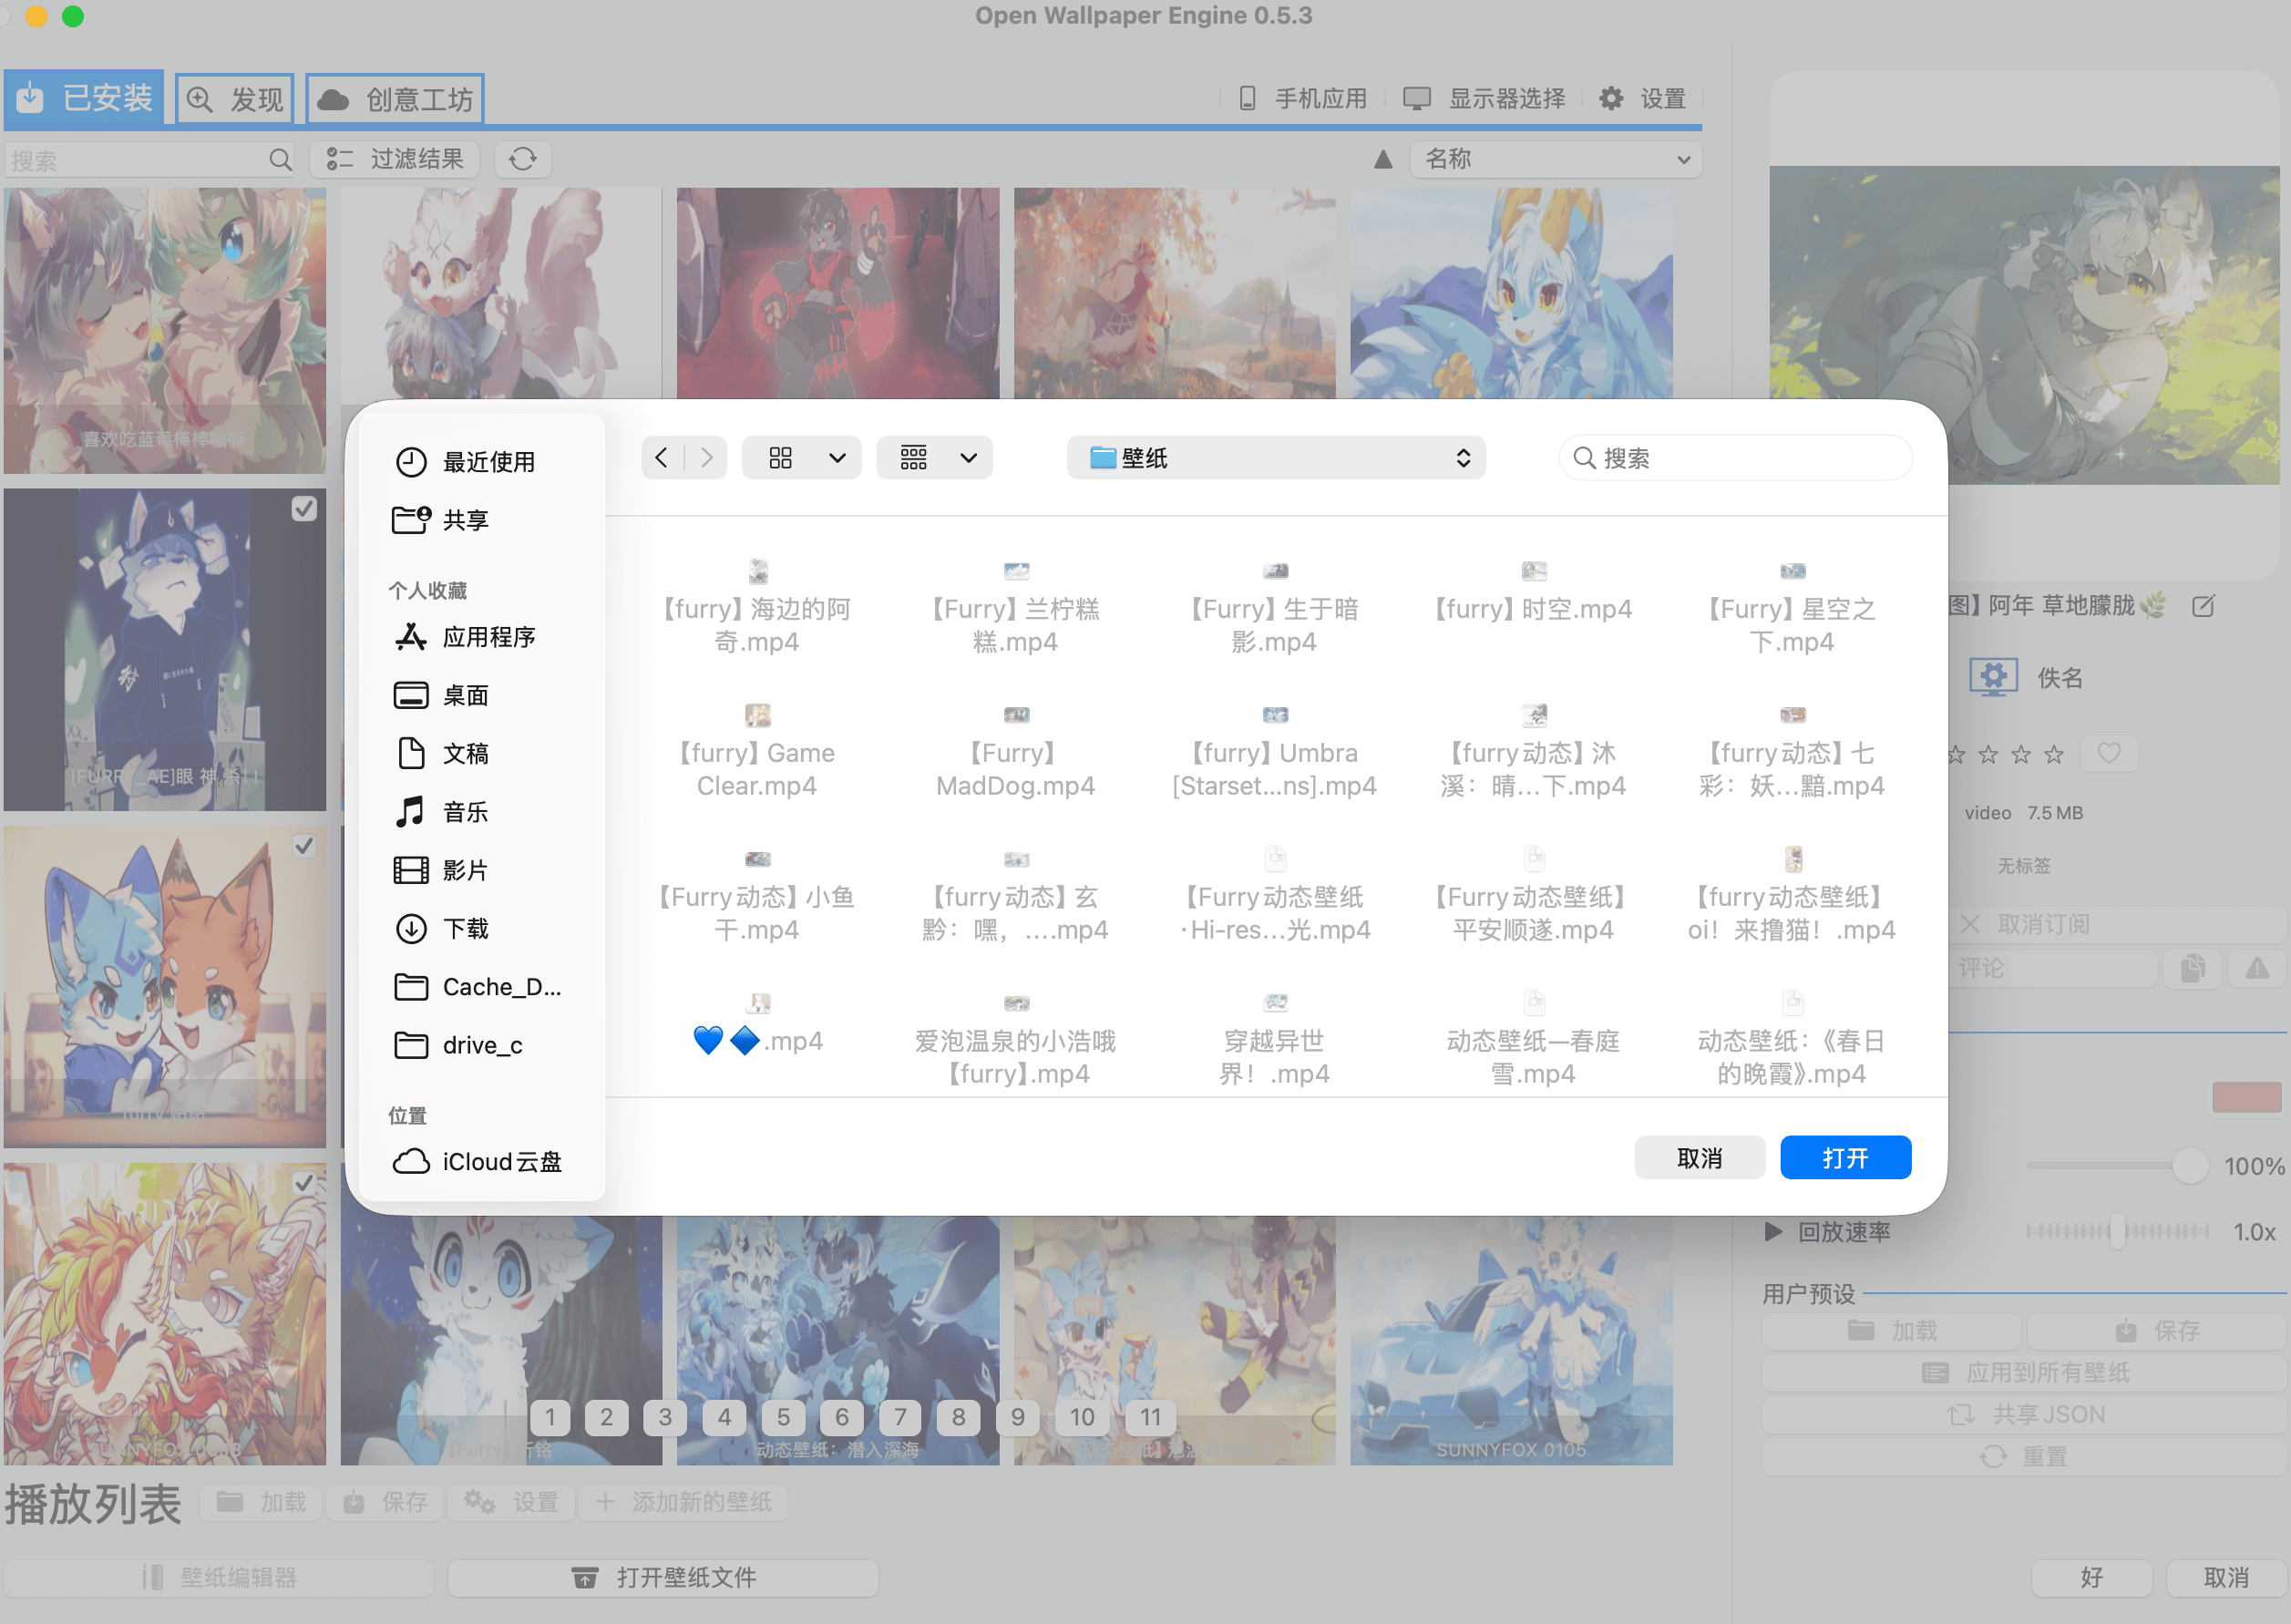 Open Wallpaper Engine 0.5.3
已安装
发现
创意工坊
手机应用
显示器选择
设置
搜索
过滤结果
名称
喜欢吃蓝莓棒棒糖嘛
最近使用
共享
个人收藏
应用程序
桌面
文稿
音乐
影片
下载
Cache_D...
drive_c
位置
iCloud云盘
壁纸
搜索
【furry】海边的阿
奇.mp4
【Furry】兰柠糕
糕.mp4
【Furry】生于暗
影.mp4
【furry】时空.mp4
【Furry】星空之
下.mp4
【furry】Game
Clear.mp4
【Furry】
MadDog.mp4
【furry】Umbra
[Starset...ns].mp4
【furry动态】沐
溪：晴...下.mp4
【furry动态】七
彩：妖...黯.mp4
【Furry动态】小鱼
干.mp4
【furry动态】玄
黔：嘿，....mp4
【Furry动态壁纸
·Hi-res...光.mp4
【Furry动态壁纸】
平安顺遂.mp4
【furry动态壁纸】
oi！来撸猫！.mp4
💙🔷.mp4
爱泡温泉的小浩哦
【furry】.mp4
穿越异世
界！.mp4
动态壁纸—春庭
雪.mp4
动态壁纸：《春日
的晚霞》.mp4
取消
打开
图】阿年 草地朦胧🌿
佚名
video 7.5 MB
无标签
取消订阅
评论
100%
回放速率
1.0x
用户预设
加载
保存
应用到所有壁纸
共享JSON
重置
1 2 3 4 5 6 7 8 9 10 11
动态壁纸：潜入深海
SUNNYFOX 0105
播放列表
加载
保存
设置
添加新的壁纸
壁纸编辑器
打开壁纸文件
好
取消